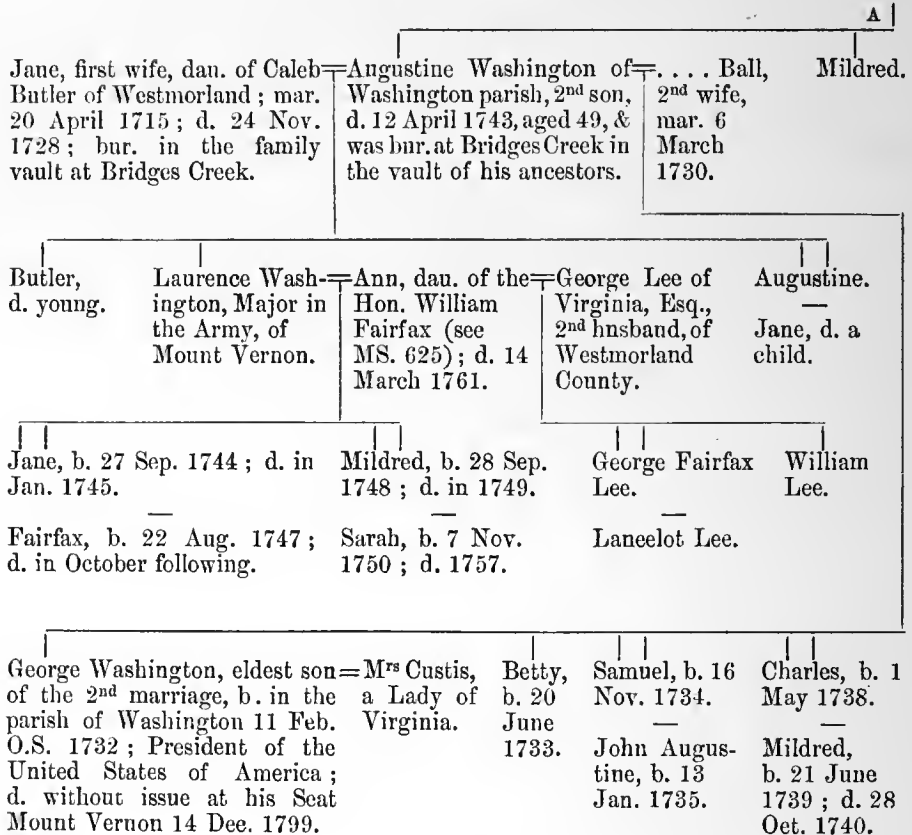 A
Jane, first wife, dau. of Caleb
Butler of Westmorland ; mar.
20 April 1715 ; d. 24 Nov.
1728 ; bur. in the family
vault at Bridges Creek.
Augustine Washington of
Washington parish, 2nd son,
d. 12 April 1743, aged 49, &
was bur. at Bridges Creek in
the vault of his ancestors.
. . . . Ball,
2nd wife,
mar. 6
March
1730.
Mildred.
Butler,
d. young.
Laurence Wash-
ington, Major in
the Army, of
Mount Vernon.
Ann, dau. of the
Hon. William
Fairfax (see
MS. 625) ; d. 14
March 1761.
George Lee of
Virginia, Esq.,
2nd husband, of
Westmorland
County.
Augustine.
—
Jane, d. a
child.
Jane, b. 27 Sep. 1744 ; d. in
Jan. 1745.
—
Fairfax, b. 22 Aug. 1747 ;
d. in October following.
Mildred, b. 28 Sep.
1748 ; d. in 1749.
—
Sarah, b. 7 Nov.
1750 ; d. 1757.
George Fairfax
Lee.
—
Lancelot Lee.
William
Lee.
George Washington, eldest son
of the 2nd marriage, b. in the
parish of Washington 11 Feb.
O.S. 1732 ; President of the
United States of America ;
d. without issue at his Seat
Mount Vernon 14 Dec. 1799.
=Mrs Custis,
a Lady of
Virginia.
Betty,
b. 20
June
1733.
Samuel, b. 16
Nov. 1734.
—
John Augus-
tine, b. 13
Jan. 1735.
Charles, b. 1
May 1738.
—
Mildred,
b. 21 June
1739 ; d. 28
Oct. 1740.